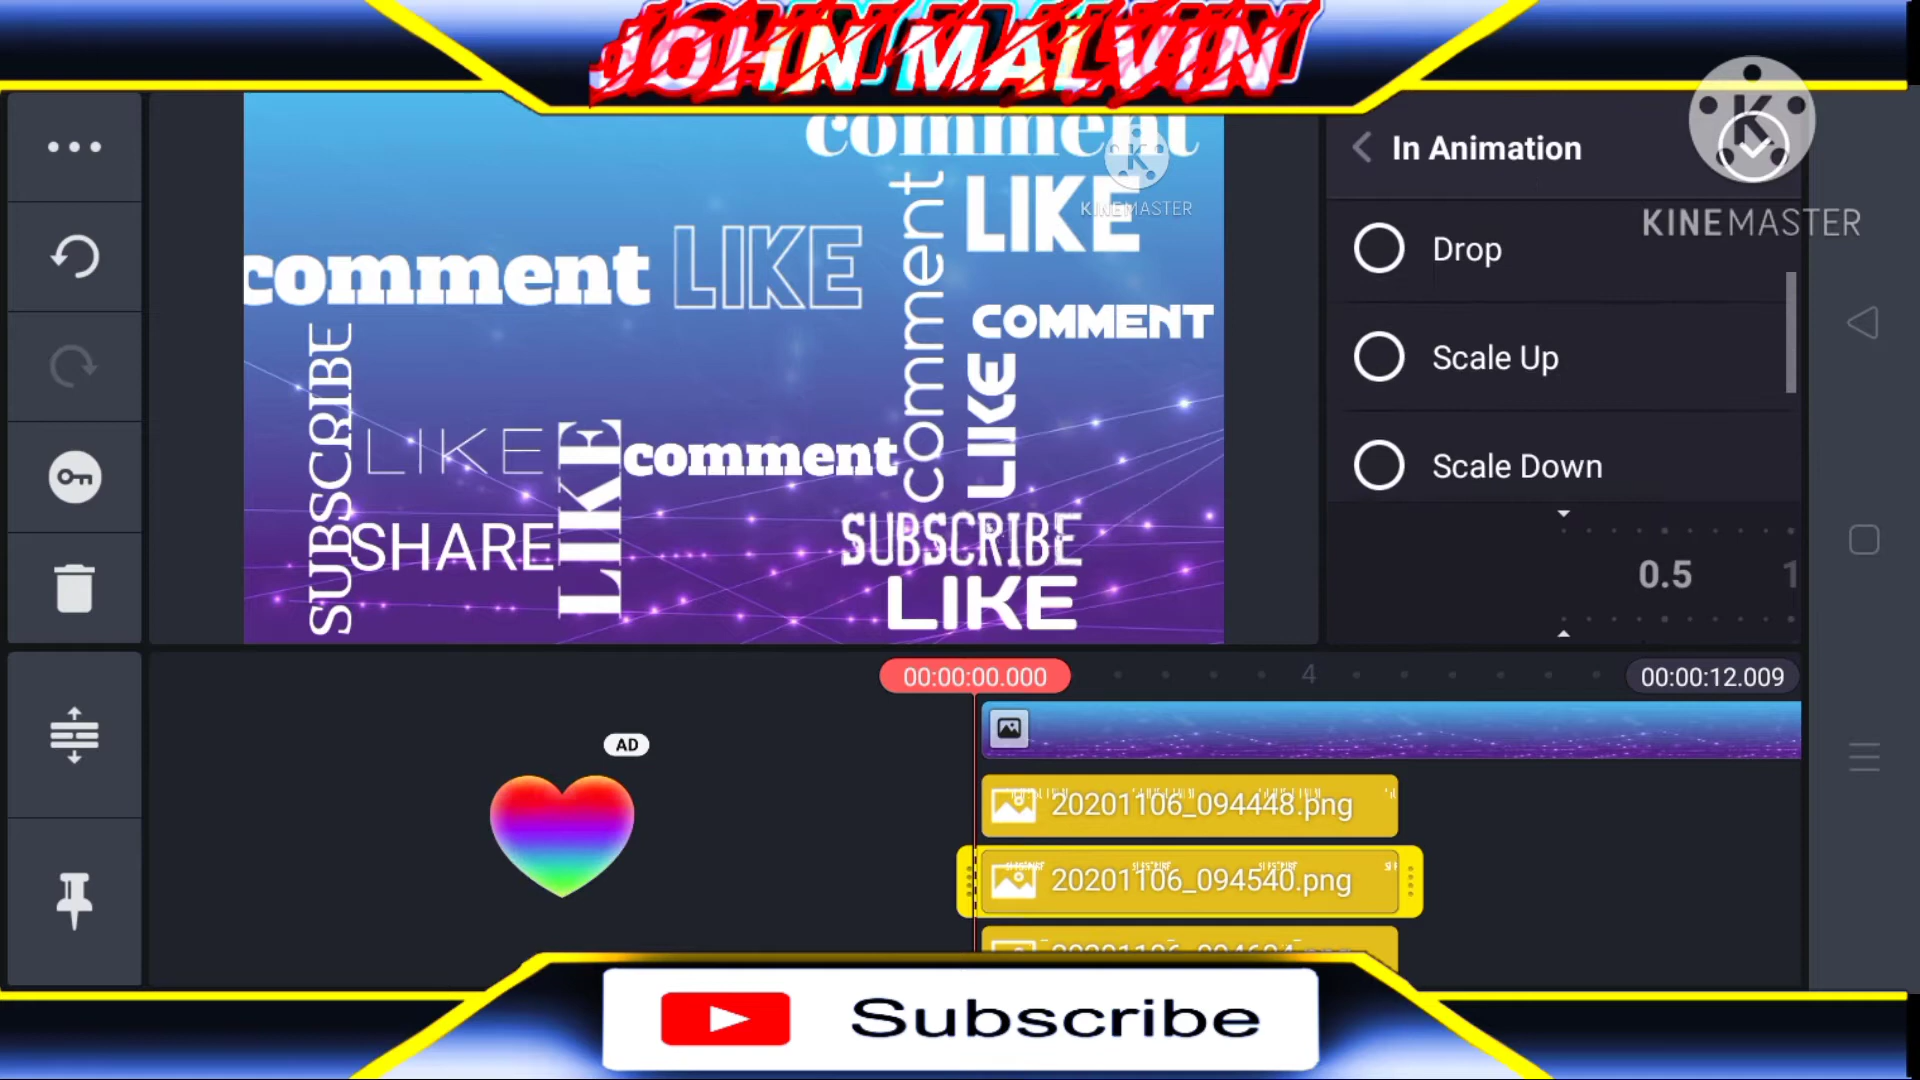 JOHN MALVIN
comment
In Animation
KINEMASTER
comment
LIKE
comment
LIKE
KINEMASTER
Drop
COMMENT
Scale Up
SUBSCRIBE
LIKE
LIKE
LIKE
comment
Scale Down
SHARE
SUBSCRIBE
LIKE
0.5
1
00:00:00.000
4
00:00:12.009
AD
20201106_094448.png
20201106_094540.png
Subscribe